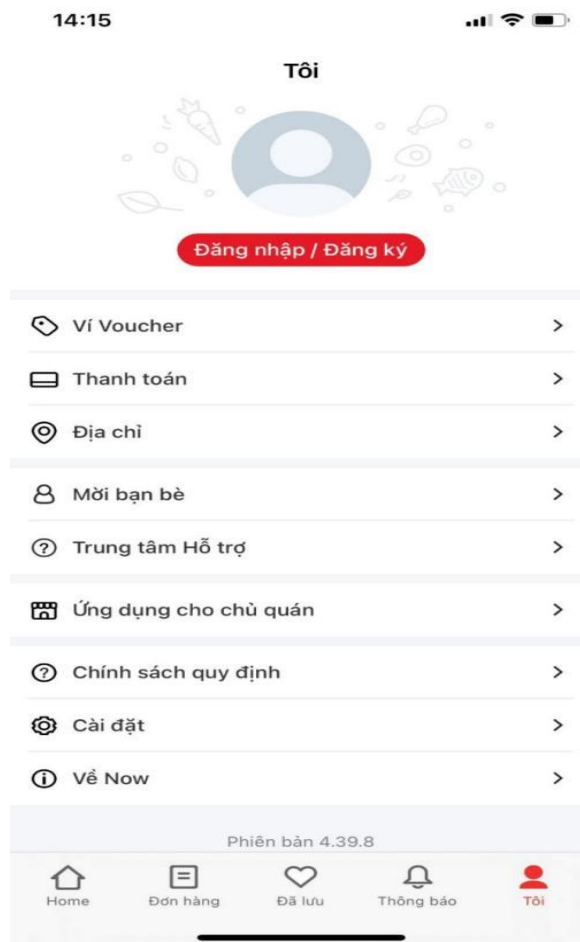 14:15
Tôi
Đăng nhập / Đăng ký
Ví Voucher
Thanh toán
Địa chỉ
Mời bạn bè
Trung tâm Hỗ trợ
Ứng dụng cho chủ quán
Chính sách quy định
Cài đặt
Về Now
Phiên bản 4.39.8
Home Đơn hàng Đã lưu Thông báo Tôi